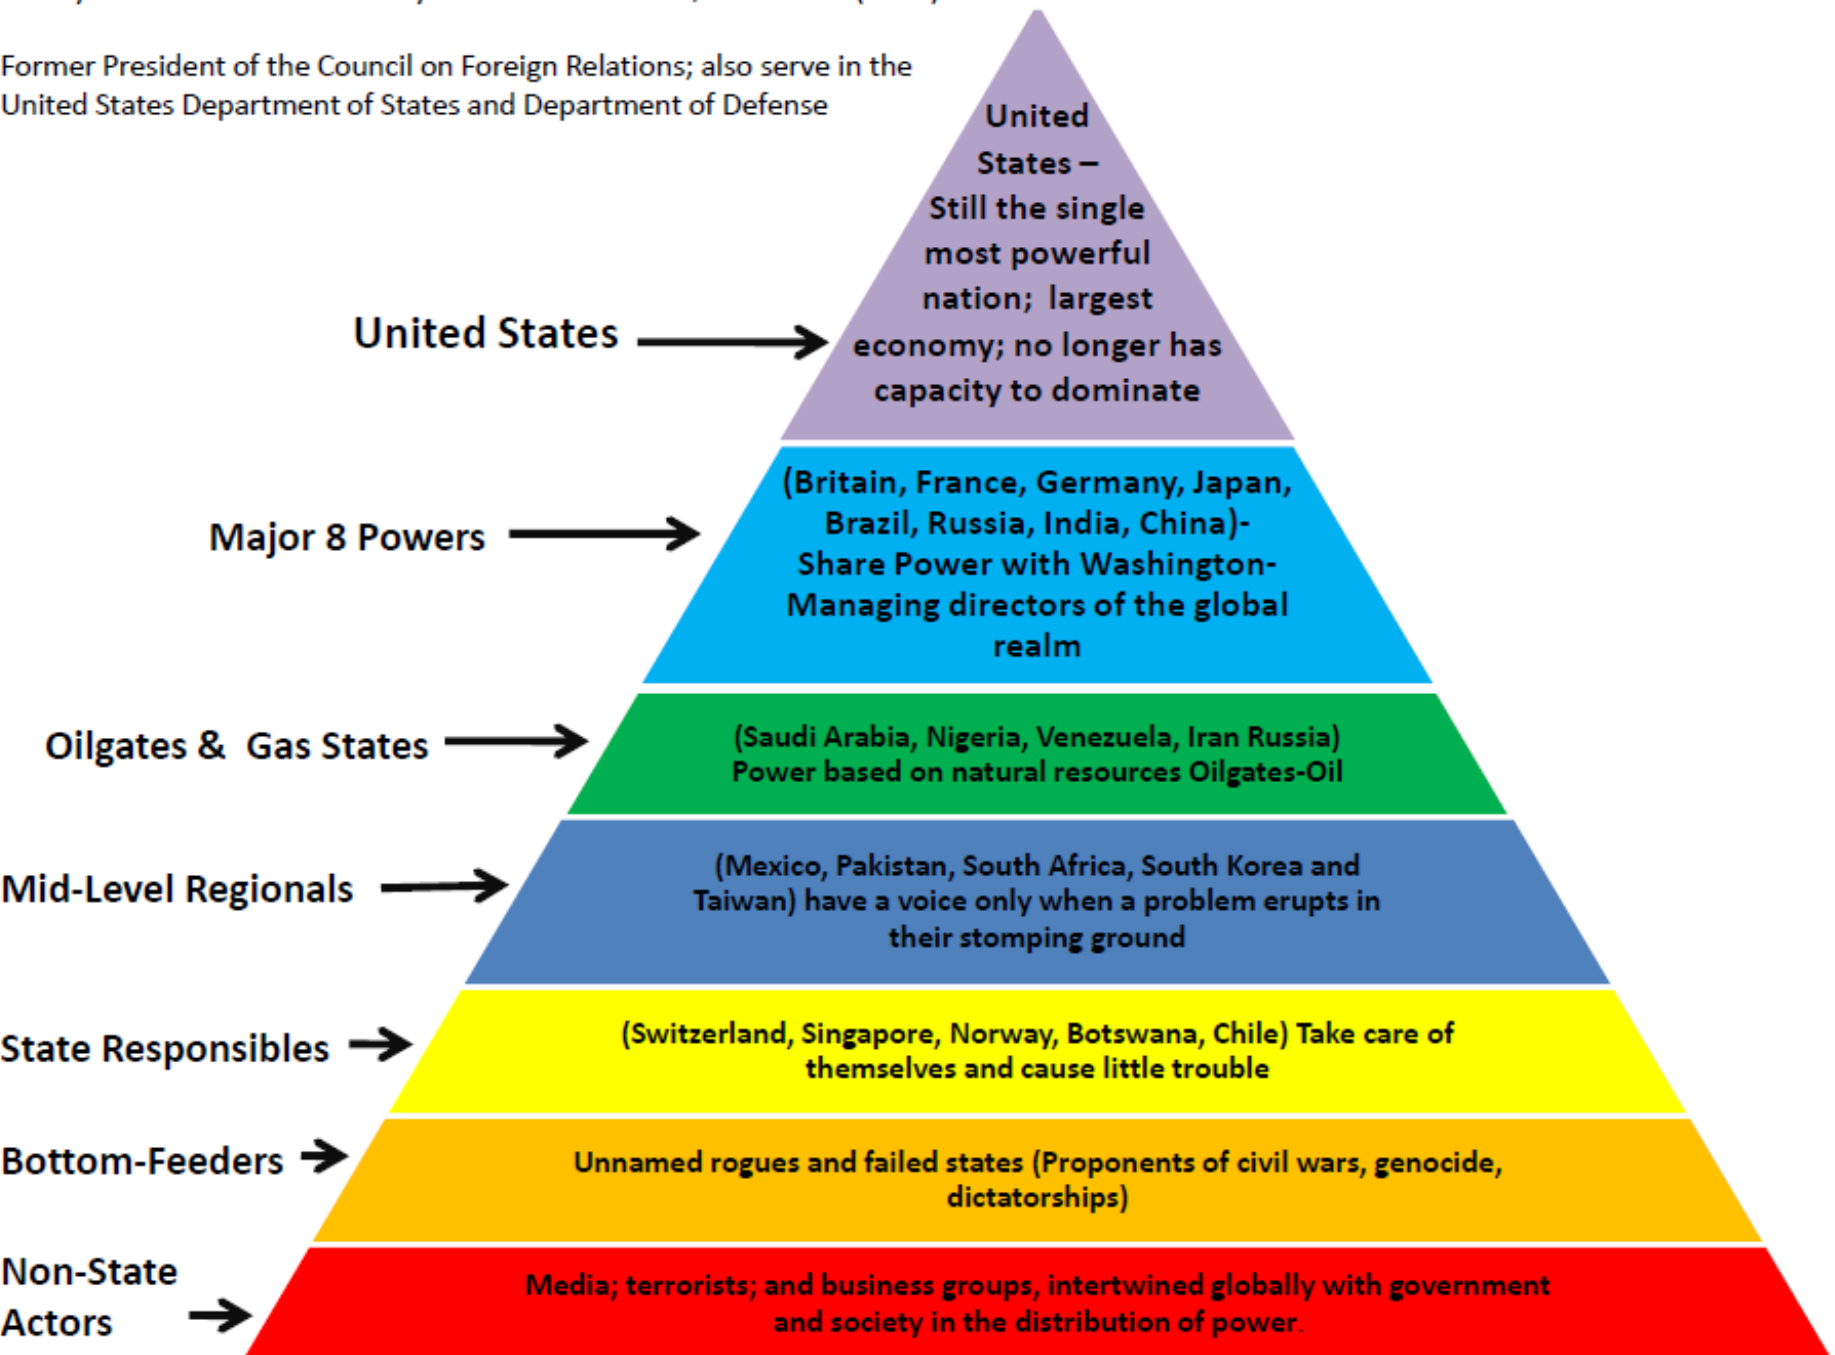 Former President of the Council on Foreign Relations; also serve in the
United States Department of States and Department of Defense
United
States –
Still the single
most powerful
nation;  largest
economy; no longer has
capacity to dominate
United States
(Britain, France, Germany, Japan,
Brazil, Russia, India, China)-
Share Power with Washington-
Managing directors of the global
realm
Major 8 Powers
(Saudi Arabia, Nigeria, Venezuela, Iran Russia)
Power based on natural resources Oilgates-Oil
Oilgates &  Gas States
(Mexico, Pakistan, South Africa, South Korea and
Taiwan) have a voice only when a problem erupts in
their stomping ground
Mid-Level Regionals
(Switzerland, Singapore, Norway, Botswana, Chile) Take care of
themselves and cause little trouble
State Responsibles
Unnamed rogues and failed states (Proponents of civil wars, genocide,
dictatorships)
Bottom-Feeders
Media; terrorists; and business groups, intertwined globally with government
and society in the distribution of power.
Non-State
Actors